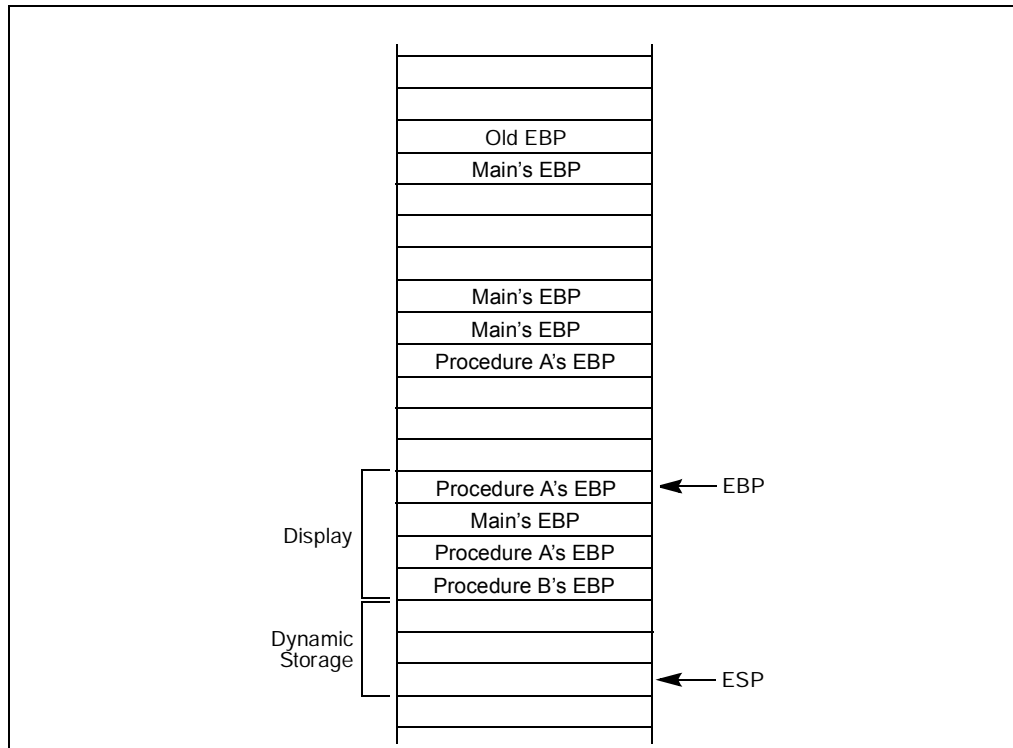 Old EBP
Main's EBP
Main's EBP
Main's EBP
Procedure A's EBP
Procedure A's EBP
EBP
Main's EBP
Display
Procedure A's EBP
Procedure B's EBP
Dynamic
Storage
ESP